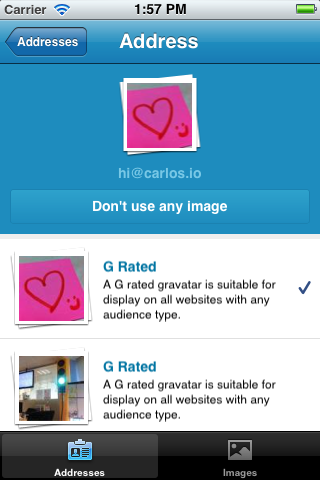 Carrier 1:57 PM
Addresses Address
hi@carlos.io
Don't use any image
G Rated
A G rated gravatar is suitable for
display on all websites with any
audience type.
G Rated
A G rated gravatar is suitable for
display on all websites with any
audience type.
Addresses Images